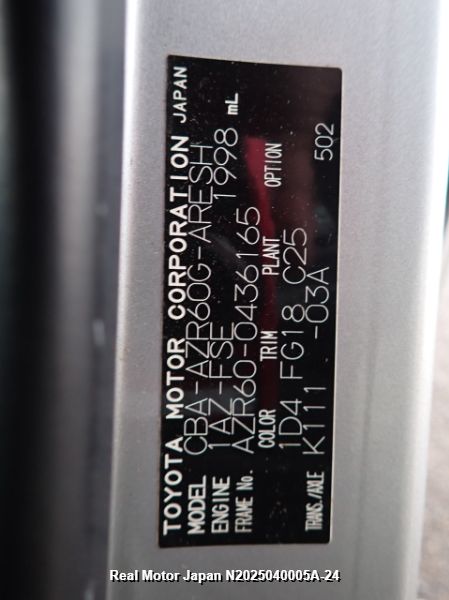 TOYOTA MOTOR CORPORATION JAPAN
MODEL CBA-AZR60G-ARESH
ENGINE 1AZ-FSE 1998 mL
FRAME No. AZR60-0436165
COLOR TRIM PLANT OPTION
1D4 FG18 C25
TRANS./AXLE K111 -03A 502
Real Motor Japan N2025040005A-24